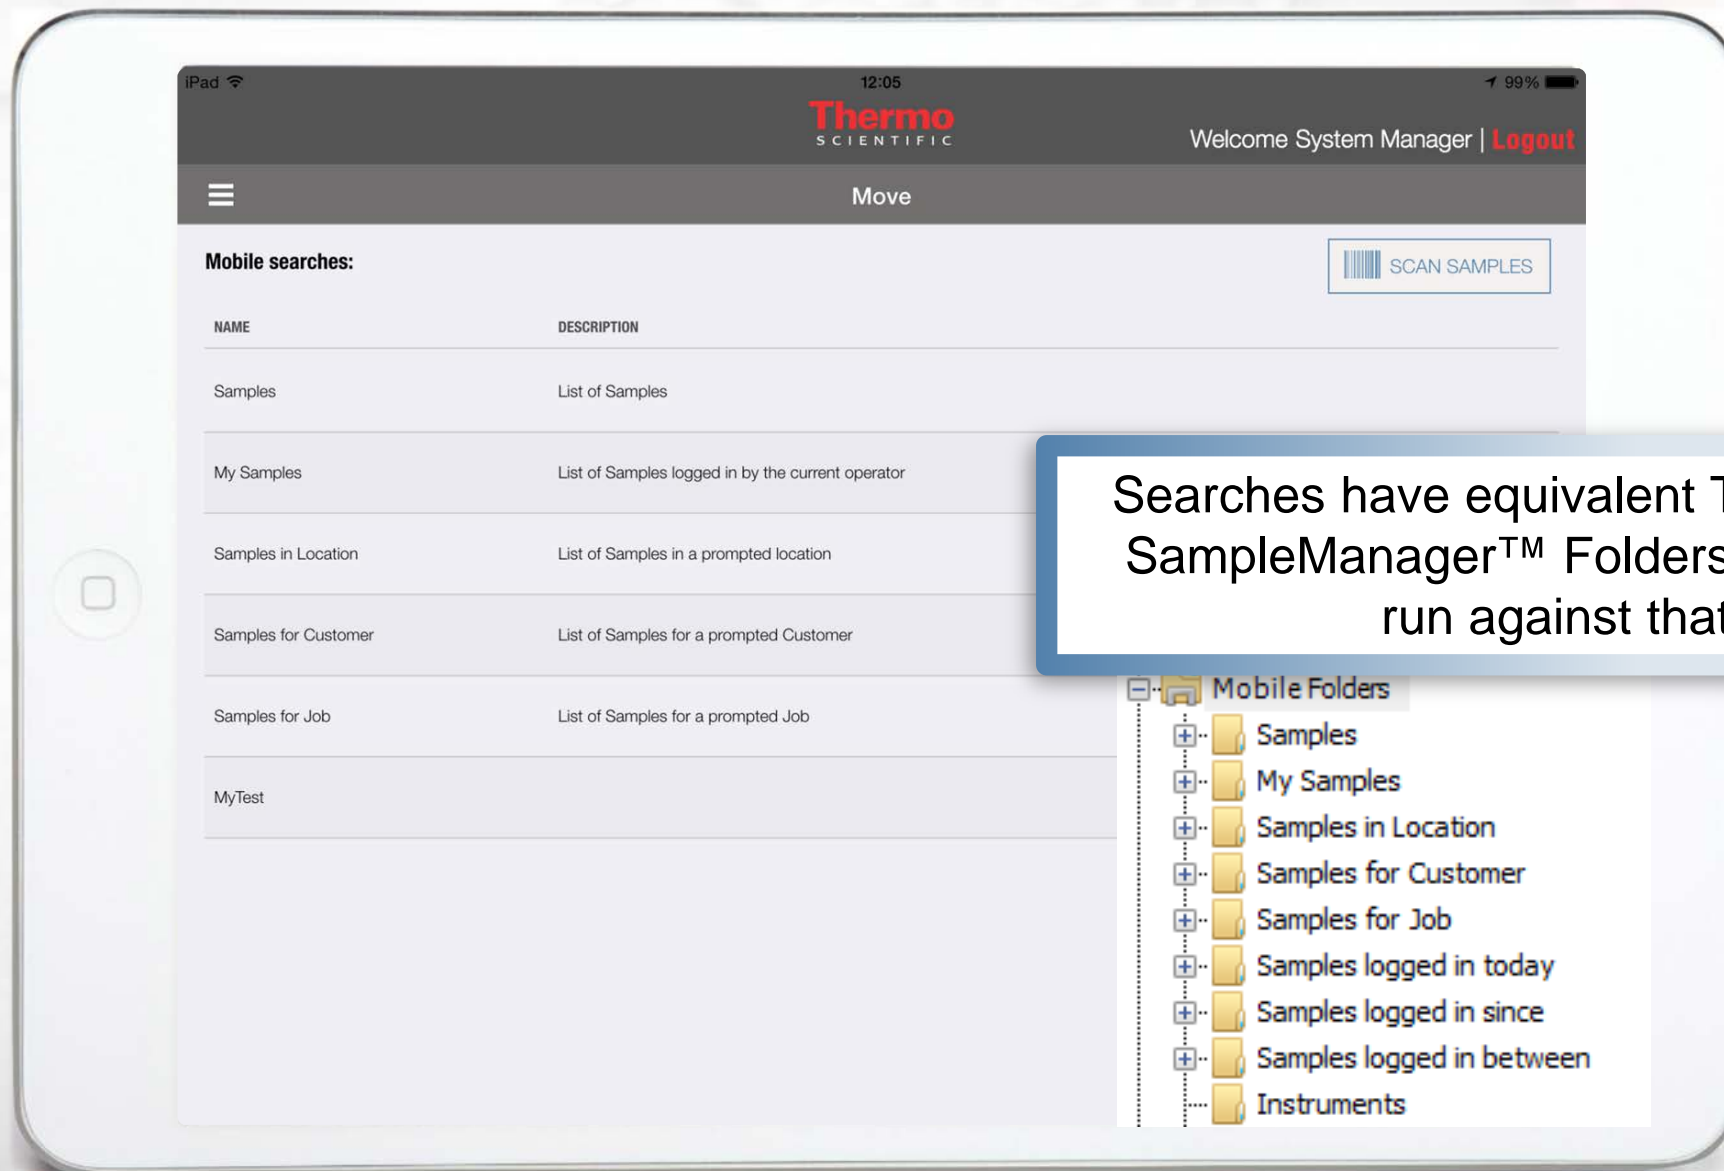 iPad 12:05 99%
Thermo
SCIENTIFIC
Welcome System Manager | Logout
Move
Mobile searches:
SCAN SAMPLES
NAME DESCRIPTION
Samples List of Samples
My Samples List of Samples logged in by the current operator
Samples in Location List of Samples in a prompted location
Samples for Customer List of Samples for a prompted Customer
Samples for Job List of Samples for a prompted Job
MyTest
Searches have equivalent
SampleManager™ Folders
run against that
Mobile Folders
Samples
My Samples
Samples in Location
Samples for Customer
Samples for Job
Samples logged in today
Samples logged in since
Samples logged in between
Instruments